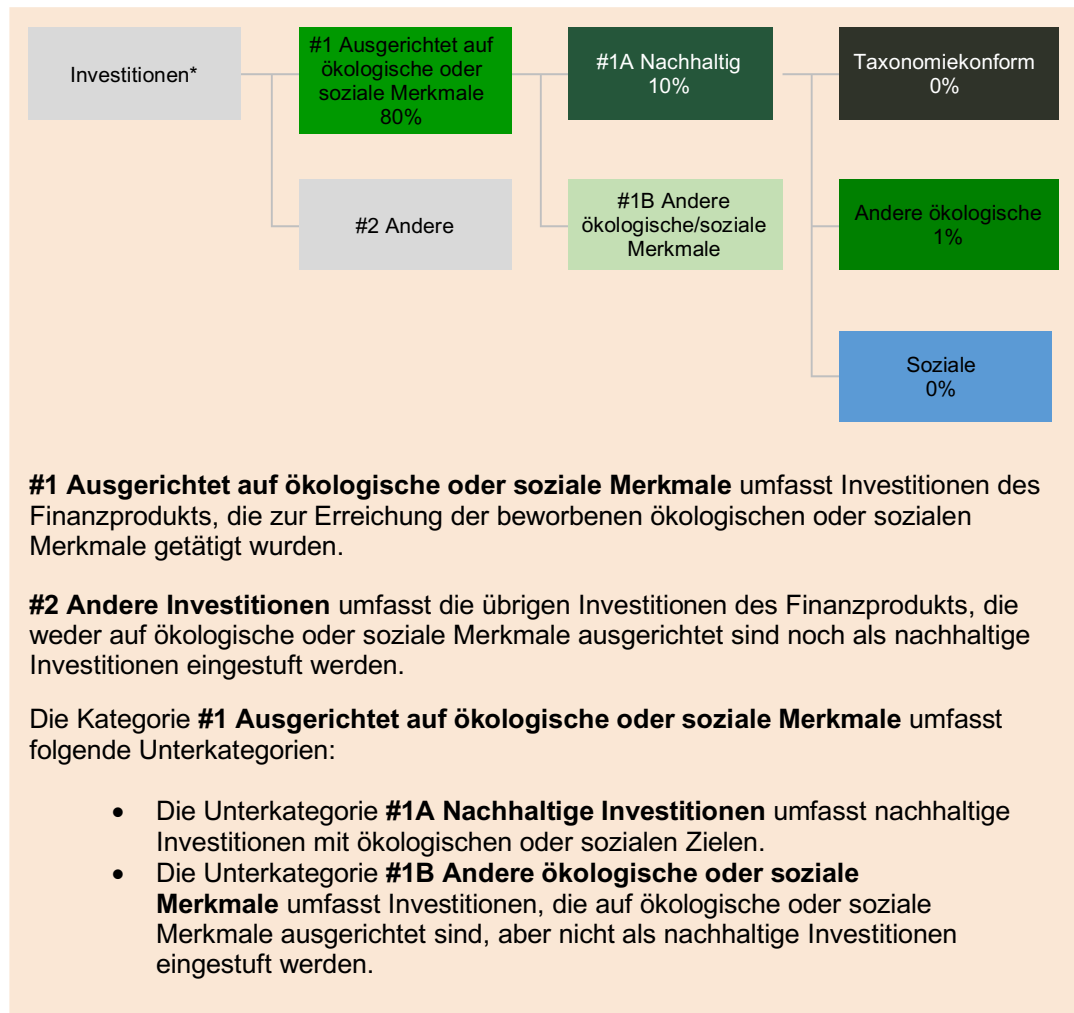 Investitionen*
#1 Ausgerichtet auf
ökologische oder
soziale Merkmale
80%
#1A Nachhaltig
10%
Taxonomiekonform
0%
#2 Andere
#1B Andere
ökologische/soziale
Merkmale
Andere ökologische
1%
Soziale
0%
#1 Ausgerichtet auf ökologische oder soziale Merkmale umfasst Investitionen des
Finanzprodukts, die zur Erreichung der beworbenen ökologischen oder sozialen
Merkmale getätigt wurden.
#2 Andere Investitionen umfasst die übrigen Investitionen des Finanzprodukts, die
weder auf ökologische oder soziale Merkmale ausgerichtet sind noch als nachhaltige
Investitionen eingestuft werden.
Die Kategorie #1 Ausgerichtet auf ökologische oder soziale Merkmale umfasst
folgende Unterkategorien:
• Die Unterkategorie #1A Nachhaltige Investitionen umfasst nachhaltige
Investitionen mit ökologischen oder sozialen Zielen.
• Die Unterkategorie #1B Andere ökologische oder soziale
Merkmale umfasst Investitionen, die auf ökologische oder soziale
Merkmale ausgerichtet sind, aber nicht als nachhaltige Investitionen
eingestuft werden.